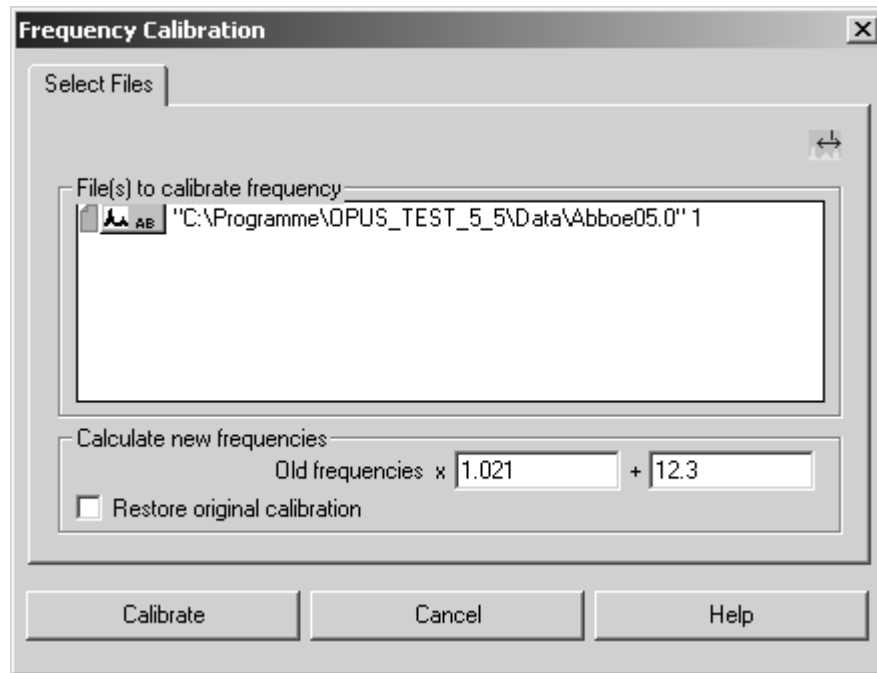 Frequency Calibration
Select Files
File(s) to calibrate frequency
AB "C:\Programme\OPUS_TEST_5_5\Data\Abboe05.0" 1
Calculate new frequencies
Old frequencies x 1.021 + 12.3
Restore original calibration
Calibrate Cancel Help